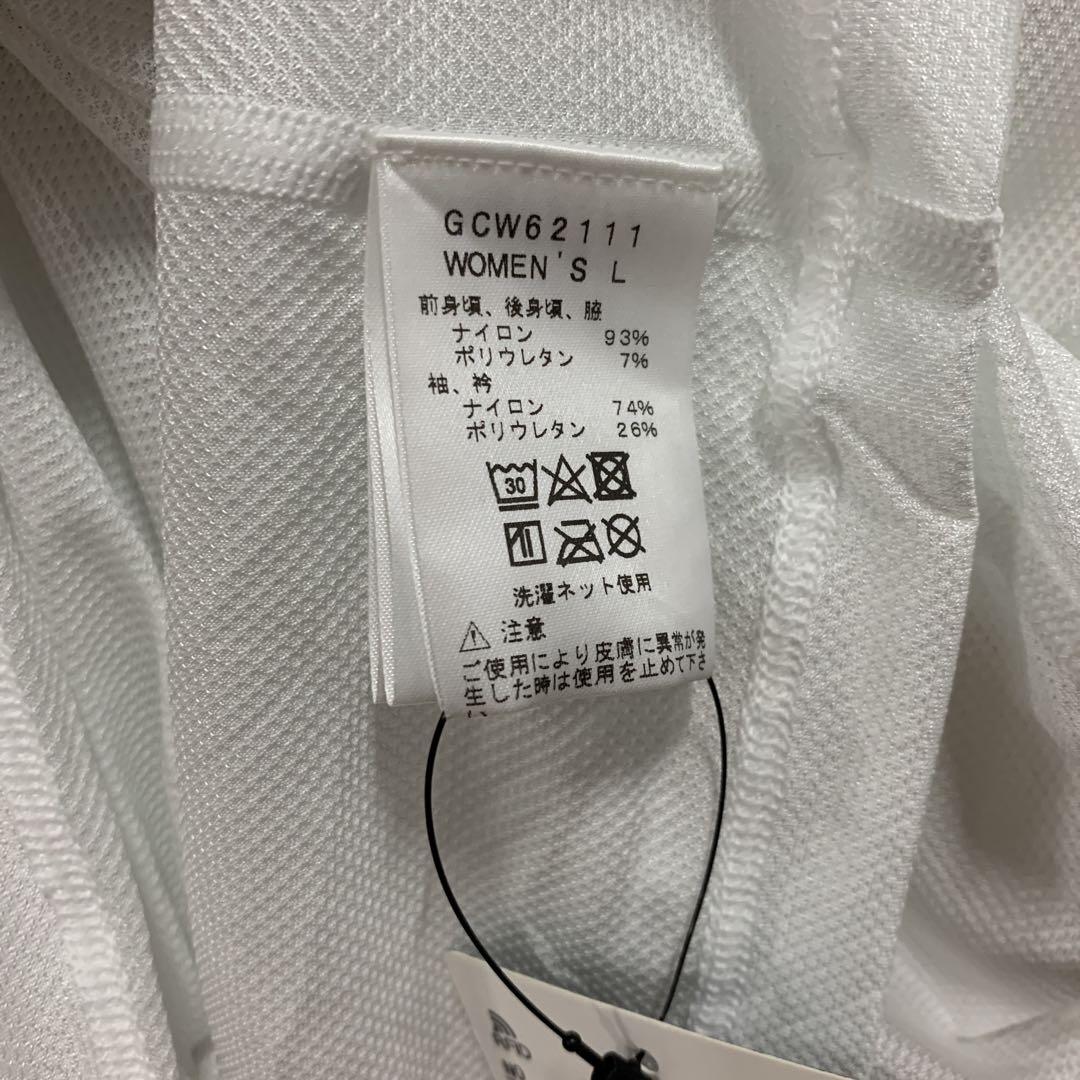 GCW62111
WOMEN'S L
前身頃、後身頃、脇
ナイロン 93%
ポリウレタン 7%
袖、衿
ナイロン 74%
ポリウレタン 26%
30
洗濯ネット使用
注意
ご使用により皮膚に異常が発
生した時は使用を止めて下さ
い
RFID